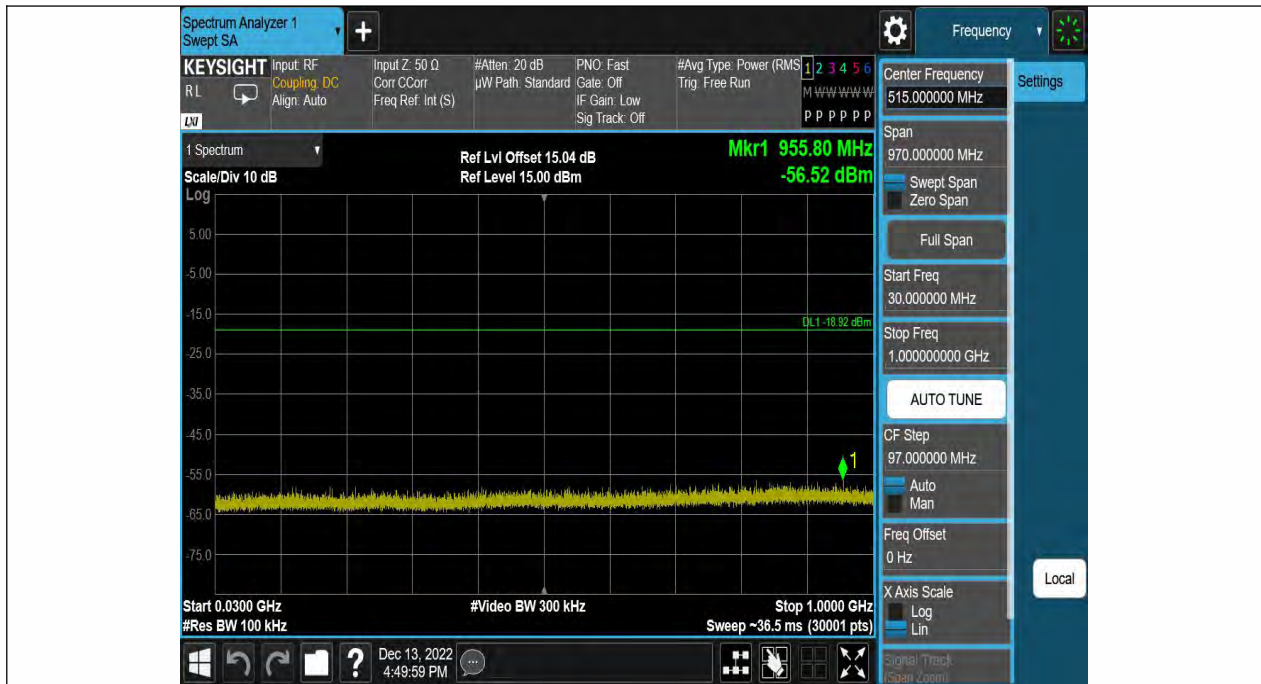 Spectrum Analyzer 1
Swept SA
+
Frequency
KEYSIGHT
R L
LXI
Input: RF
Coupling: DC
Align: Auto
Input Z: 50 Ω
Corr CCorr
Freq Ref: Int (S)
#Atten: 20 dB
µW Path: Standard
PNO: Fast
Gate: Off
IF Gain: Low
Sig Track: Off
#Avg Type: Power (RMS
Trig: Free Run
1 2 3 4 5 6
M W W W W W
P P P P P P
1 Spectrum
Scale/Div 10 dB
Log
Ref Lvl Offset 15.04 dB
Ref Level 15.00 dBm
Mkr1 955.80 MHz
-56.52 dBm
5.00
-5.00
-15.0
DL1 -18.92 dBm
-25.0
-35.0
-45.0
1
-55.0
-65.0
-75.0
Start 0.0300 GHz
#Res BW 100 kHz
#Video BW 300 kHz
Stop 1.0000 GHz
Sweep ~36.5 ms (30001 pts)
Center Frequency
515.000000 MHz
Settings
Span
970.000000 MHz
Swept Span
Zero Span
Full Span
Start Freq
30.000000 MHz
Stop Freq
1.000000000 GHz
AUTO TUNE
CF Step
97.000000 MHz
Auto
Man
Freq Offset
0 Hz
Local
X Axis Scale
Log
Lin
Signal Track
(Span Zoom)
?
Dec 13, 2022
4:49:59 PM